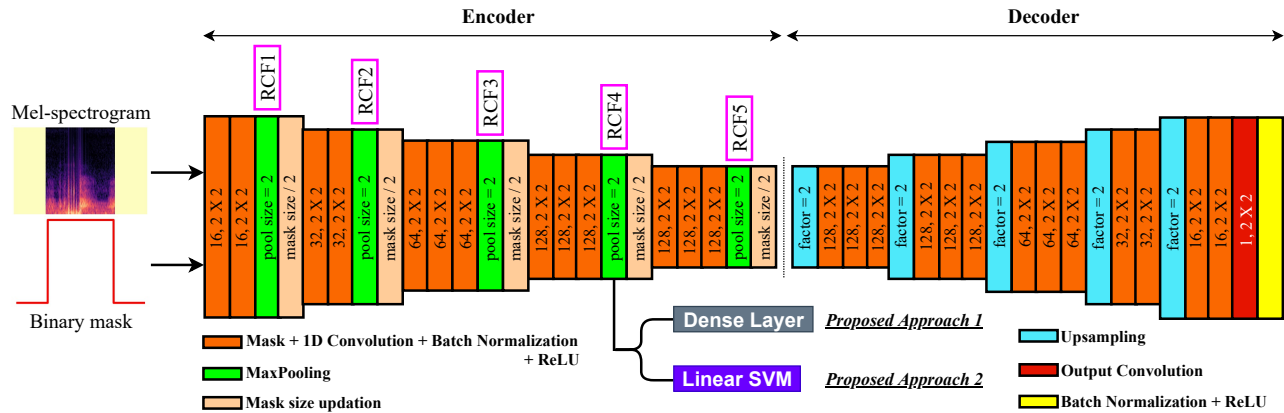 Encoder
Decoder
RCF1
RCF2
RCF3
RCF4
RCF5
Mel-spectrogram
Binary mask
16, 2 X 2
16, 2 X 2
pool size = 2
mask size / 2
32, 2 X 2
32, 2 X 2
pool size = 2
mask size / 2
64, 2 X 2
64, 2 X 2
64, 2 X 2
pool size = 2
mask size / 2
128, 2 X 2
128, 2 X 2
128, 2 X 2
pool size = 2
mask size / 2
128, 2 X 2
128, 2 X 2
128, 2 X 2
pool size = 2
mask size / 2
factor = 2
128, 2 X 2
128, 2 X 2
128, 2 X 2
factor = 2
128, 2 X 2
128, 2 X 2
128, 2 X 2
factor = 2
64, 2 X 2
64, 2 X 2
64, 2 X 2
factor = 2
32, 2 X 2
32, 2 X 2
factor = 2
16, 2 X 2
16, 2 X 2
1, 2 X 2
Mask + 1D Convolution + Batch Normalization
+ ReLU
MaxPooling
Mask size updation
Dense Layer
Proposed Approach 1
Linear SVM
Proposed Approach 2
Upsampling
Output Convolution
Batch Normalization + ReLU